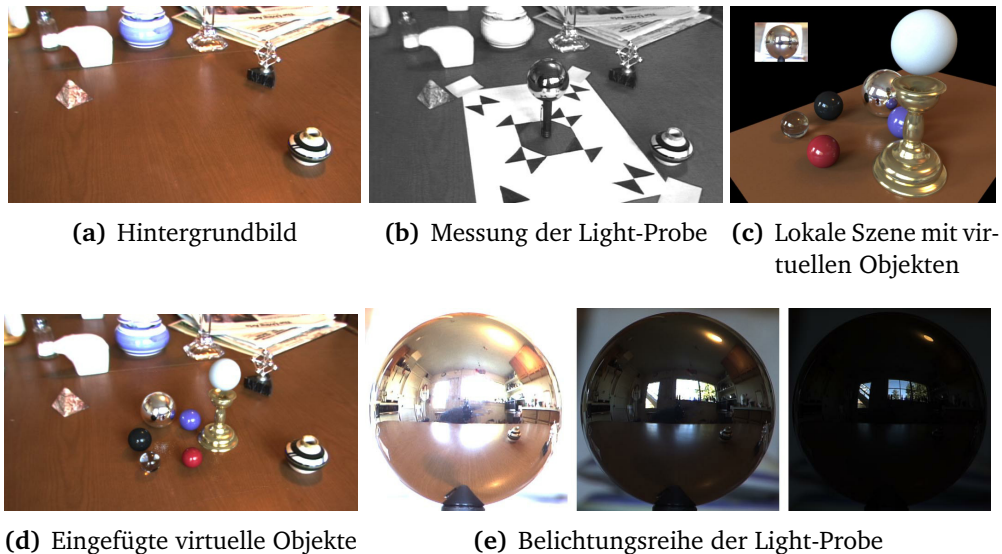 (a) Hintergrundbild
(b) Messung der Light-Probe
(c) Lokale Szene mit vir-
tuellen Objekten
(d) Eingefügte virtuelle Objekte
(e) Belichtungsreihe der Light-Probe